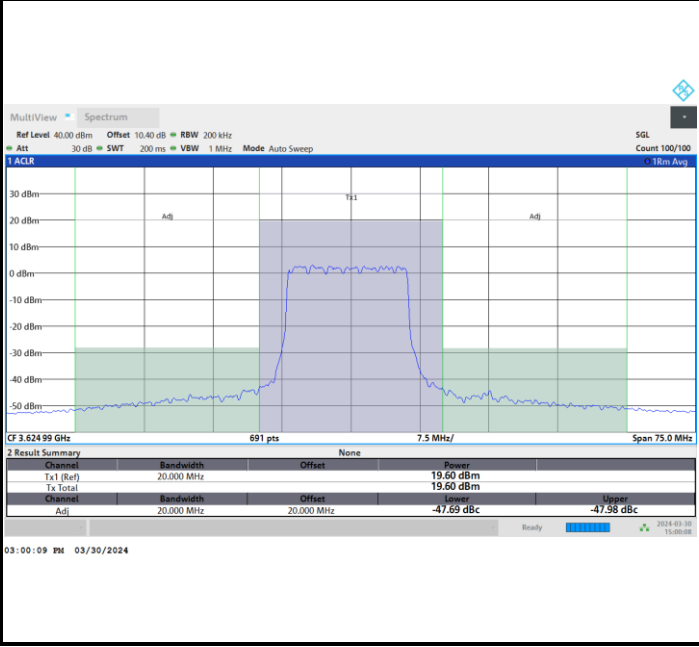 MultiView Spectrum
Ref Level 40.00 dBm Offset 10.40 dB RBW 200 kHz SGL
Att 30 dB SWT 200 ms VBW 1 MHz Mode Auto Sweep Count 100/100
1 ACLR 1Rm Avg
30 dBm
Tx1
20 dBm Adj Adj
10 dBm
0 dBm
-10 dBm
-20 dBm
-30 dBm
-40 dBm
-50 dBm
CF 3.624 99 GHz 691 pts 7.5 MHz/ Span 75.0 MHz
2 Result Summary None
Channel Bandwidth Offset Power
Tx1 (Ref) 20.000 MHz 19.60 dBm
Tx Total 19.60 dBm
Channel Bandwidth Offset Lower Upper
Adj 20.000 MHz 20.000 MHz -47.69 dBc -47.98 dBc
Ready 2024-03-30
15:00:08
03:00:09 PM 03/30/2024